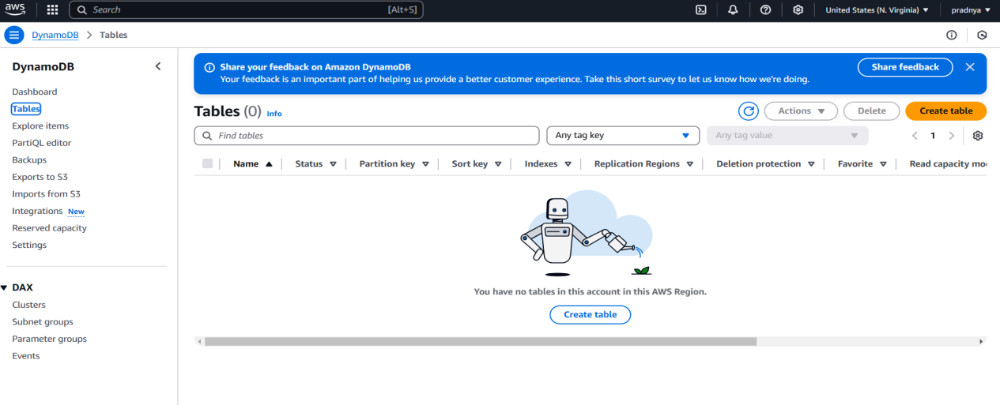 aws Search [Alt+S] United States (N. Virginia) pradnya
DynamoDB > Tables
DynamoDB
Dashboard
Tables
Explore items
PartiQL editor
Backups
Exports to S3
Imports from S3
Integrations New
Reserved capacity
Settings
DAX
Clusters
Subnet groups
Parameter groups
Events
Share your feedback on Amazon DynamoDB
Your feedback is an important part of helping us provide a better customer experience. Take this short survey to let us know how we're doing.
Share feedback
Tables (0) Info
Actions Delete Create table
Find tables Any tag key Any tag value 1
Name Status Partition key Sort key Indexes Replication Regions Deletion protection Favorite Read capacity mo
You have no tables in this account in this AWS Region.
Create table